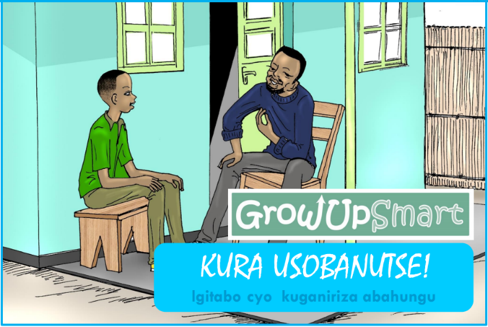 GrowUpSmart
KURA USOBANUTSE!
Igitabo cyo kuganiriza abahungu